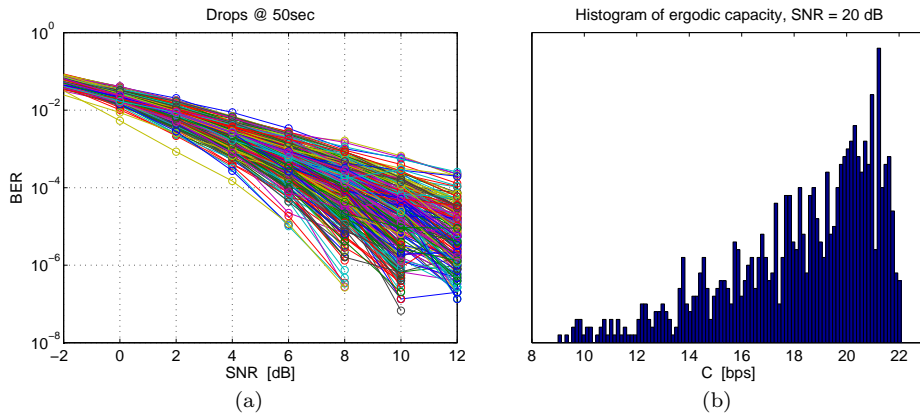 Drops @ 50sec
10^0
10^−2
10^−4
10^−6
10^−8
BER
−2 0 2 4 6 8 10 12
SNR [dB]
(a)
Histogram of ergodic capacity, SNR = 20 dB
8 10 12 14 16 18 20 22
C [bps]
(b)